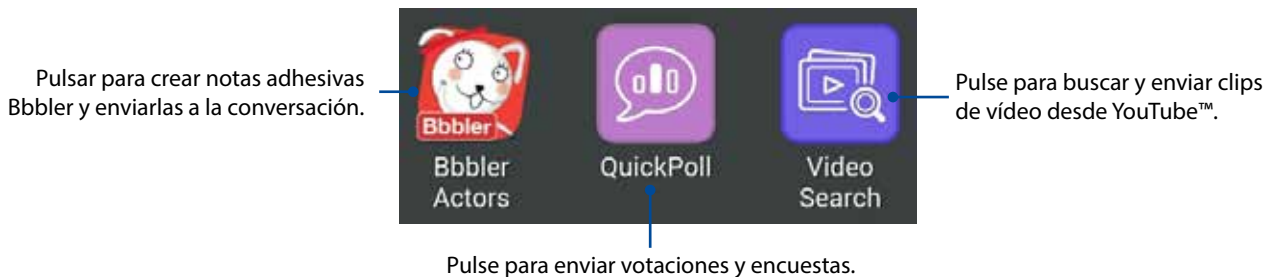 Pulsar para crear notas adhesivas
Bbbler y enviarlas a la conversación.
Bbbler
Bbbler
Actors
QuickPoll
Video
Search
Pulse para buscar y enviar clips
de vídeo desde YouTube™.
Pulse para enviar votaciones y encuestas.